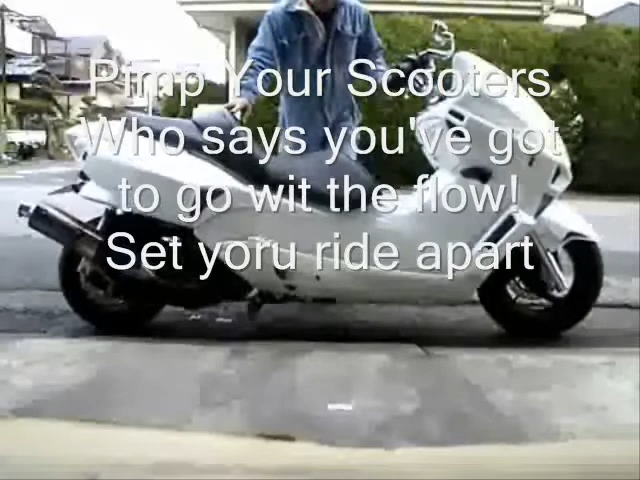 Pimp Your Scooters
Who says you've got
to go wit the flow!
Set yoru ride apart